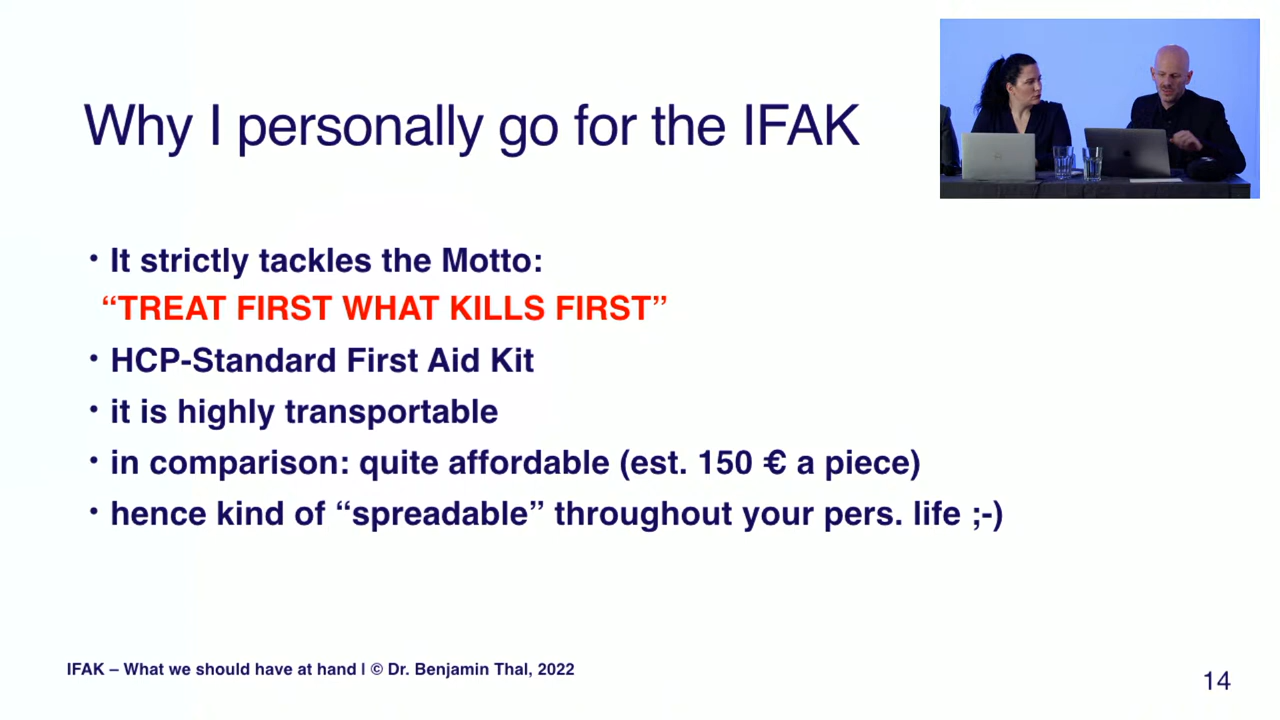 Why I personally go for the IFAK
• It strictly tackles the Motto:
“TREAT FIRST WHAT KILLS FIRST”
• HCP-Standard First Aid Kit
• it is highly transportable
• in comparison: quite affordable (est. 150 € a piece)
• hence kind of “spreadable” throughout your pers. life ;-)
IFAK – What we should have at hand | © Dr. Benjamin Thal, 2022
14